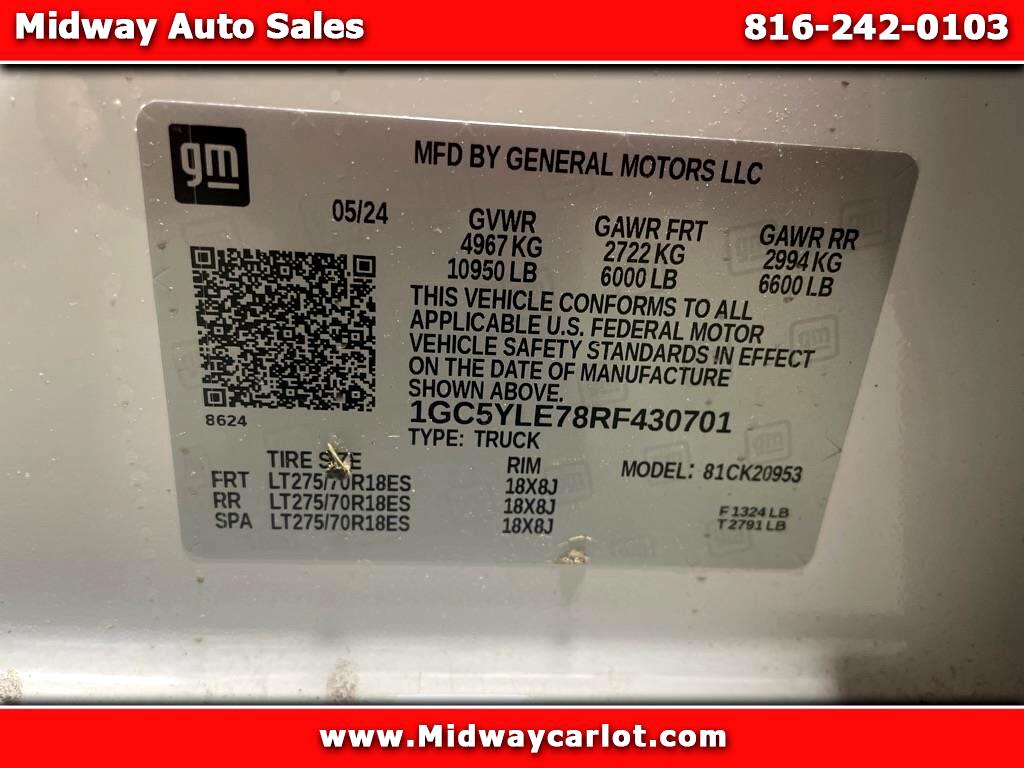 Midway Auto Sales 816-242-0103
gm
MFD BY GENERAL MOTORS LLC
05/24
GVWR GAWR FRT GAWR RR
4967 KG 2722 KG 2994 KG
10950 LB 6000 LB 6600 LB
THIS VEHICLE CONFORMS TO ALL
APPLICABLE U.S. FEDERAL MOTOR
VEHICLE SAFETY STANDARDS IN EFFECT
ON THE DATE OF MANUFACTURE
SHOWN ABOVE.
8624
1GC5YLE78RF430701
TYPE: TRUCK
TIRE SIZE RIM MODEL: 81CK20953
FRT LT275/70R18ES 18X8J
RR LT275/70R18ES 18X8J
SPA LT275/70R18ES 18X8J
F 1324 LB
T 2791 LB
www.Midwaycarlot.com